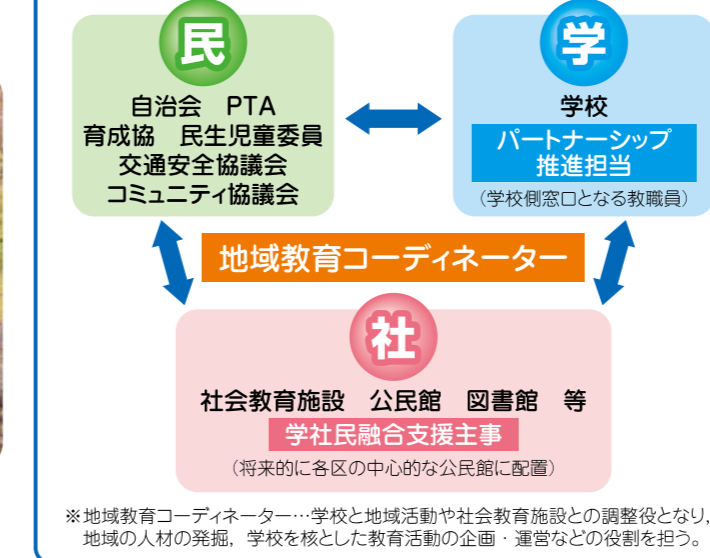 民
自治会　PTA
育成協　民生児童委員
交通安全協議会
コミュニティ協議会
学
学校
パートナーシップ
推進担当
（学校側窓口となる教職員）
地域教育コーディネーター
社
社会教育施設　公民館　図書館　等
学社民融合支援主事
（将来的に各区の中心的な公民館に配置）
※地域教育コーディネーター…学校と地域活動や社会教育施設との調整役となり，
地域の人材の発掘，学校を核とした教育活動の企画・運営などの役割を担う。